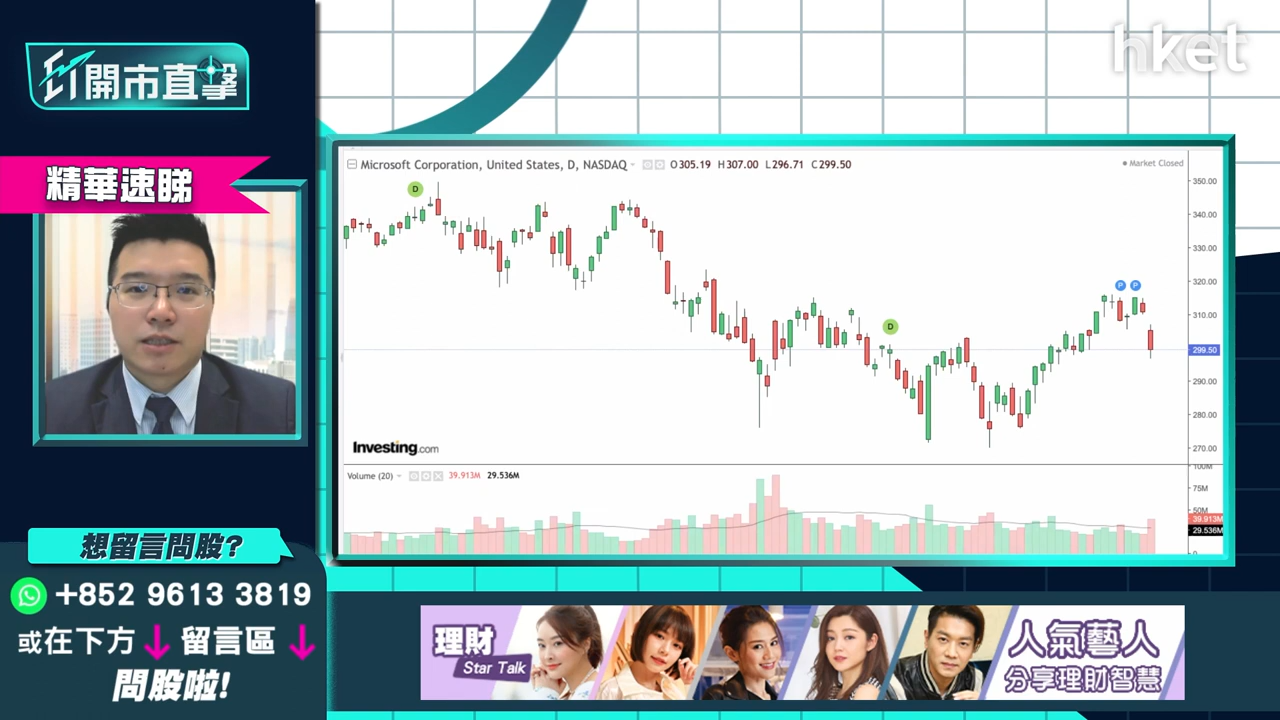 hket
ET開市直擊
精華速睇
Microsoft Corporation, United States, D, NASDAQ O305.19 H307.00 L296.71 C299.50
Market Closed
D
D
P P
350.00
340.00
330.00
320.00
310.00
299.50
290.00
280.00
270.00
Investing.com
Volume (20) 39.913M 29.536M
100M
75M
50M
39.913M
29.536M
0
想留言問股?
+852 9613 3819
或在下方 留言區
問股啦!
理財
Star Talk
人氣藝人
分享理財智慧